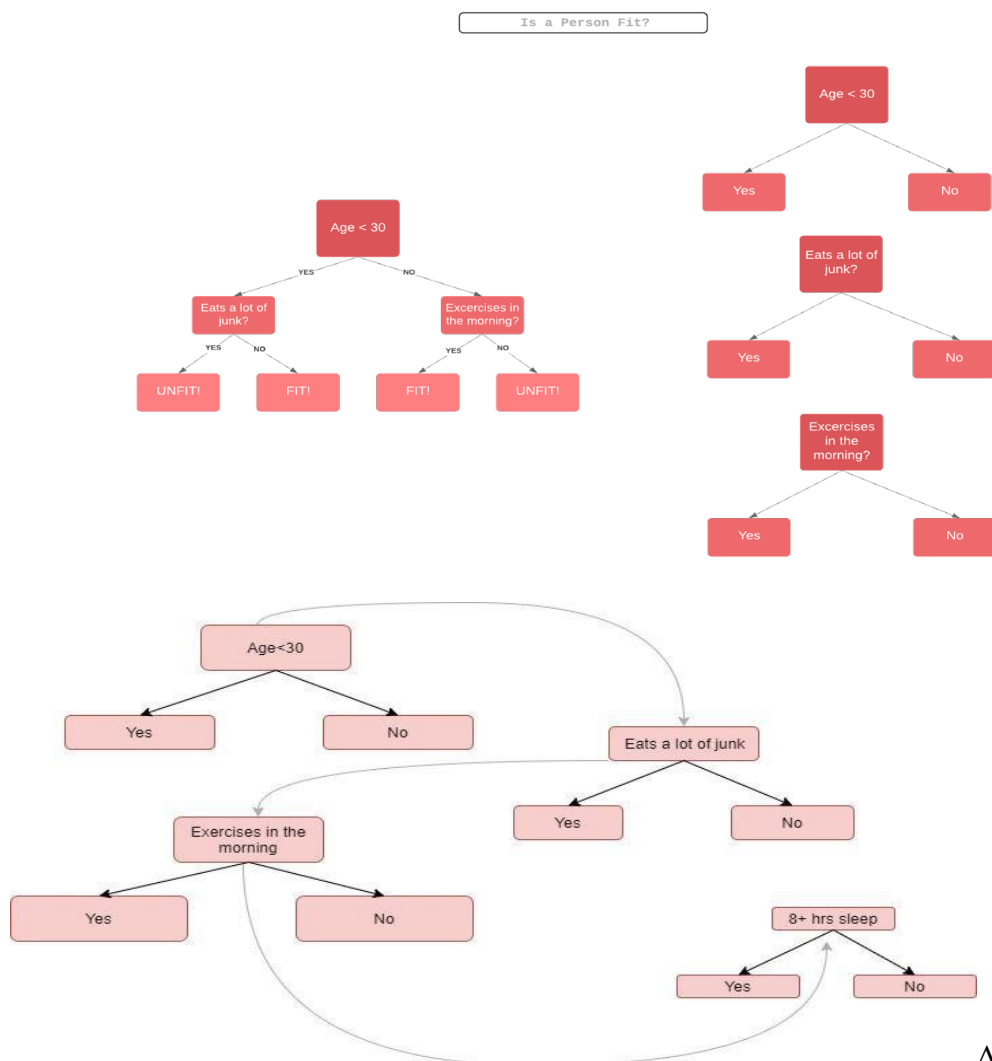 Is a Person Fit?
Age < 30
Yes
No
Age < 30
YES
NO
Eats a lot of
junk?
Excercises in
the morning?
YES
NO
YES
NO
UNFIT!
FIT!
FIT!
UNFIT!
Eats a lot of
junk?
Yes
No
Excercises
in the
morning?
Yes
No
Age<30
Yes
No
Eats a lot of junk
Yes
No
Exercises in the
morning
Yes
No
8+ hrs sleep
Yes
No